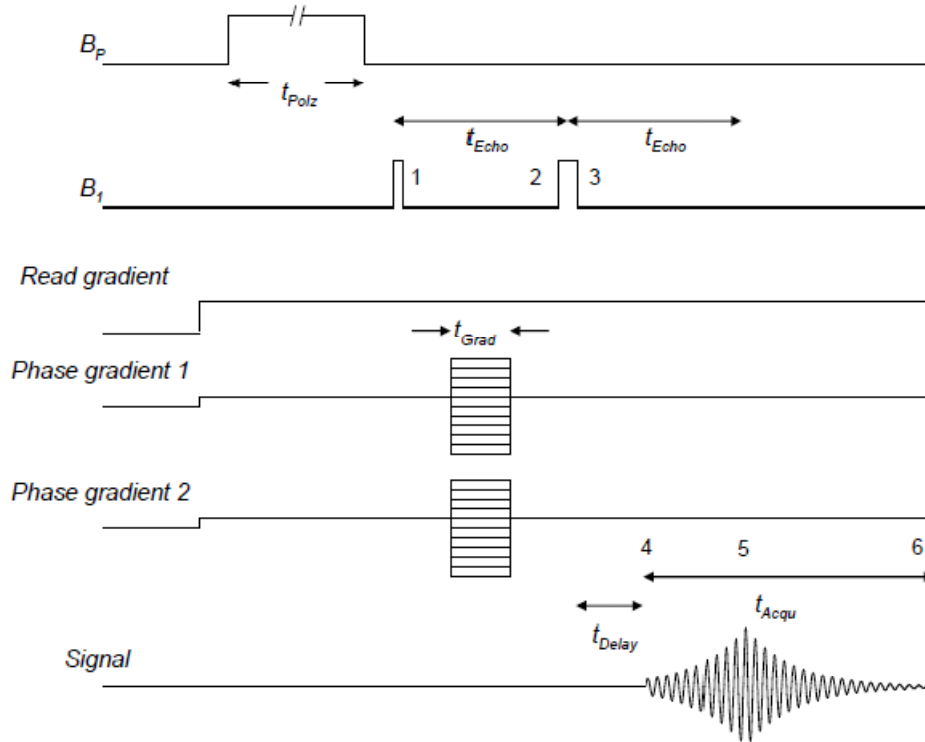 B_P
t_Polz
t_Echo t_Echo
B_1 1 2 3
Read gradient
t_Grad
Phase gradient 1
Phase gradient 2
4 5 6
t_Delay t_Acqu
Signal